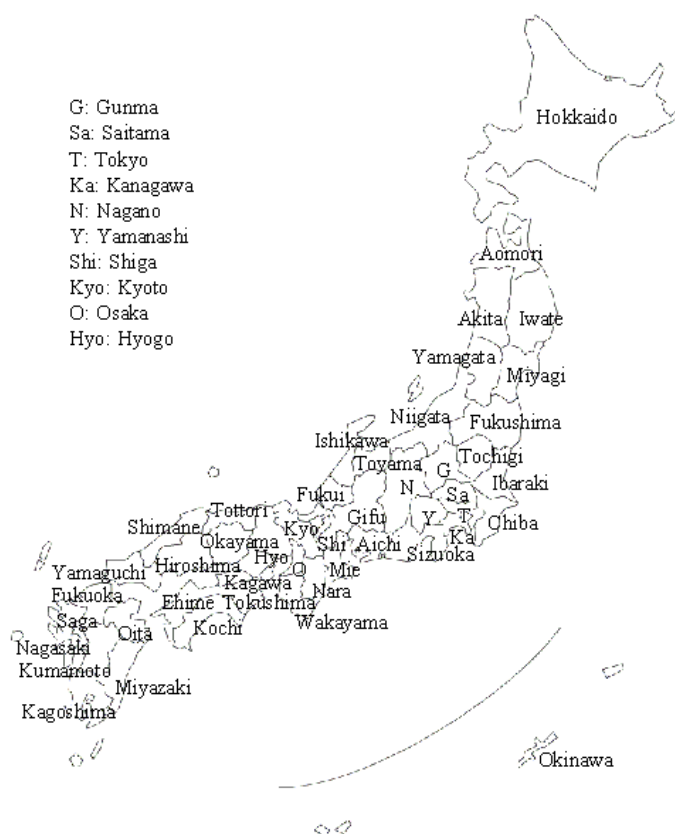 G: Gunma
Sa: Saitama
T: Tokyo
Ka: Kanagawa
N: Nagano
Y: Yamanashi
Shi: Shiga
Kyo: Kyoto
O: Osaka
Hyo: Hyogo
Hokkaido
Aomori
Akita
Iwate
Yamagata
Miyagi
Niigata
Fukushima
Ishikawa
Toyama
G
Tochigi
N
Ibaraki
Sa
Fukui
Gifu
Y
T
Chiba
Tottori
Shimane
Kyo
Okayama
Shi
Aichi
Ka
Sizuoka
Hyo
Hiroshima
O
Mie
Yamaguchi
Kagawa
Nara
Fukuoka
Ehime
Tokushima
Saga
Oita
Kochi
Wakayama
Nagasaki
Kumamoto
Miyazaki
Kagoshima
Okinawa